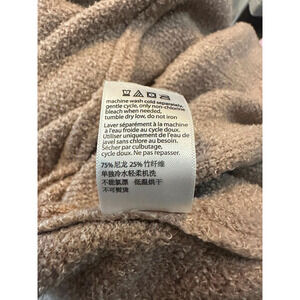 machine wash cold separately,
gentle cycle, only non-chlorine
bleach when needed,
tumble dry low, do not iron
Laver séparément à la machine
à l'eau froide au cycle doux.
Utiliser uniquement de l'eau de
javel sans chlore au besoin.
Sécher par culbutage,
cycle doux. Ne pas repasser.
75%尼龙 25%竹纤维
单独冷水轻柔机洗
不能氯漂 低温烘干
不可熨烫